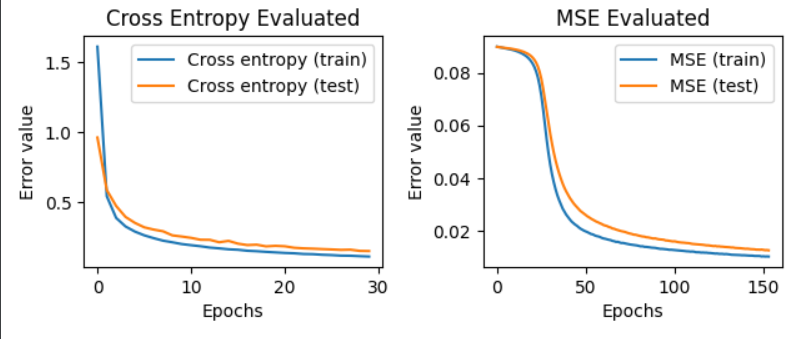 Cross Entropy Evaluated
Error value
1.5
1.0
0.5
Cross entropy (train)
Cross entropy (test)
0 10 20 30
Epochs
MSE Evaluated
Error value
0.08
0.06
0.04
0.02
MSE (train)
MSE (test)
0 50 100 150
Epochs